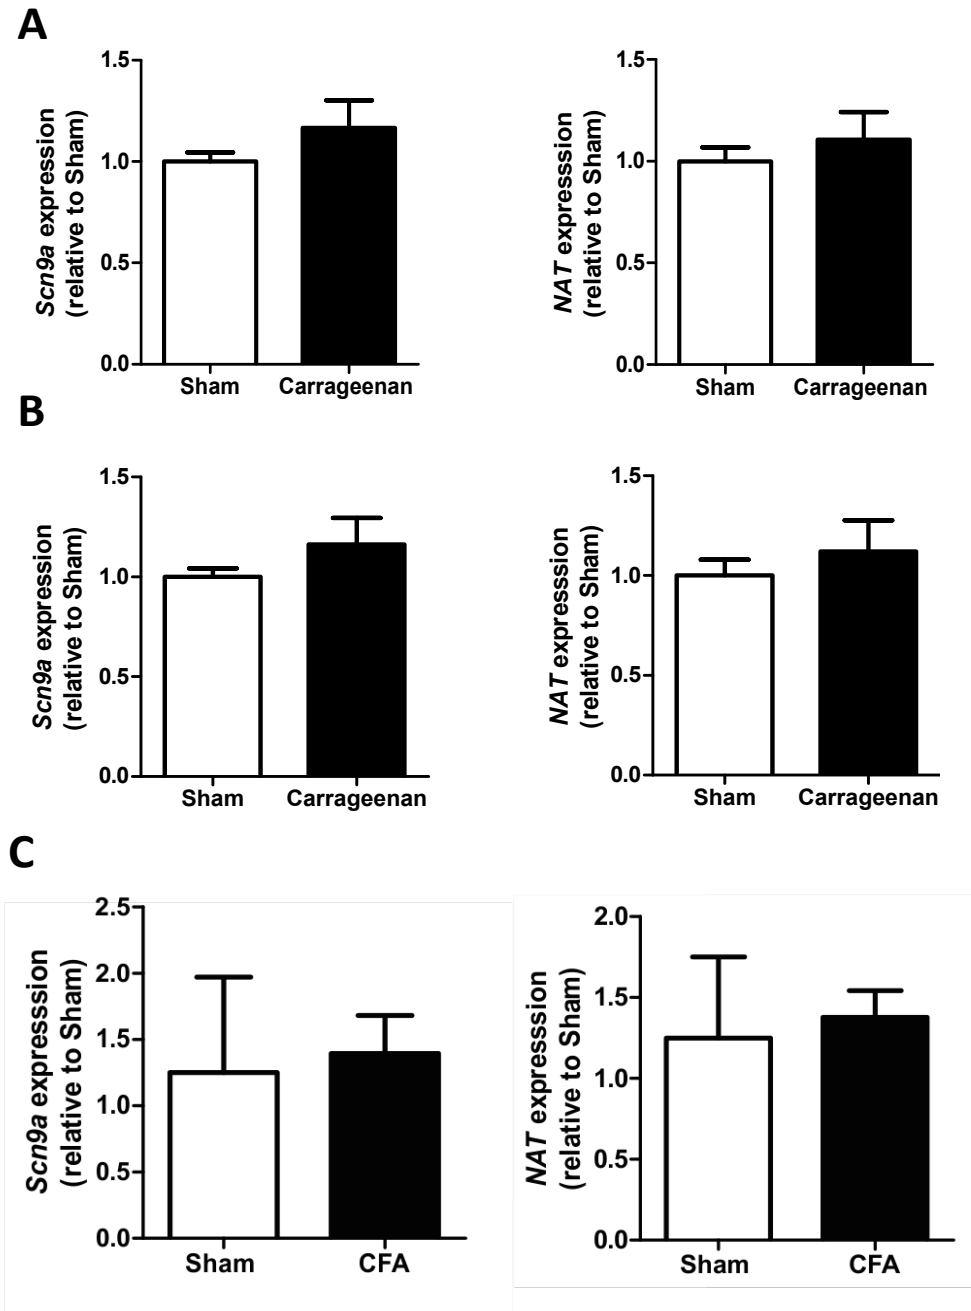 A
Scn9a expression
(relative to Sham)
1.5
1.0
0.5
0.0
Sham Carrageenan
NAT expresssion
(relative to Sham)
1.5
1.0
0.5
0.0
Sham Carrageenan
B
Scn9a expresssion
(relative to Sham)
1.5
1.0
0.5
0.0
Sham Carrageenan
NAT expresssion
(relative to Sham)
1.5
1.0
0.5
0.0
Sham Carrageenan
C
Scn9a expresssion
(relative to Sham)
2.5
2.0
1.5
1.0
0.5
0.0
Sham CFA
NAT expresssion
(relative to Sham)
2.0
1.5
1.0
0.5
0.0
Sham CFA